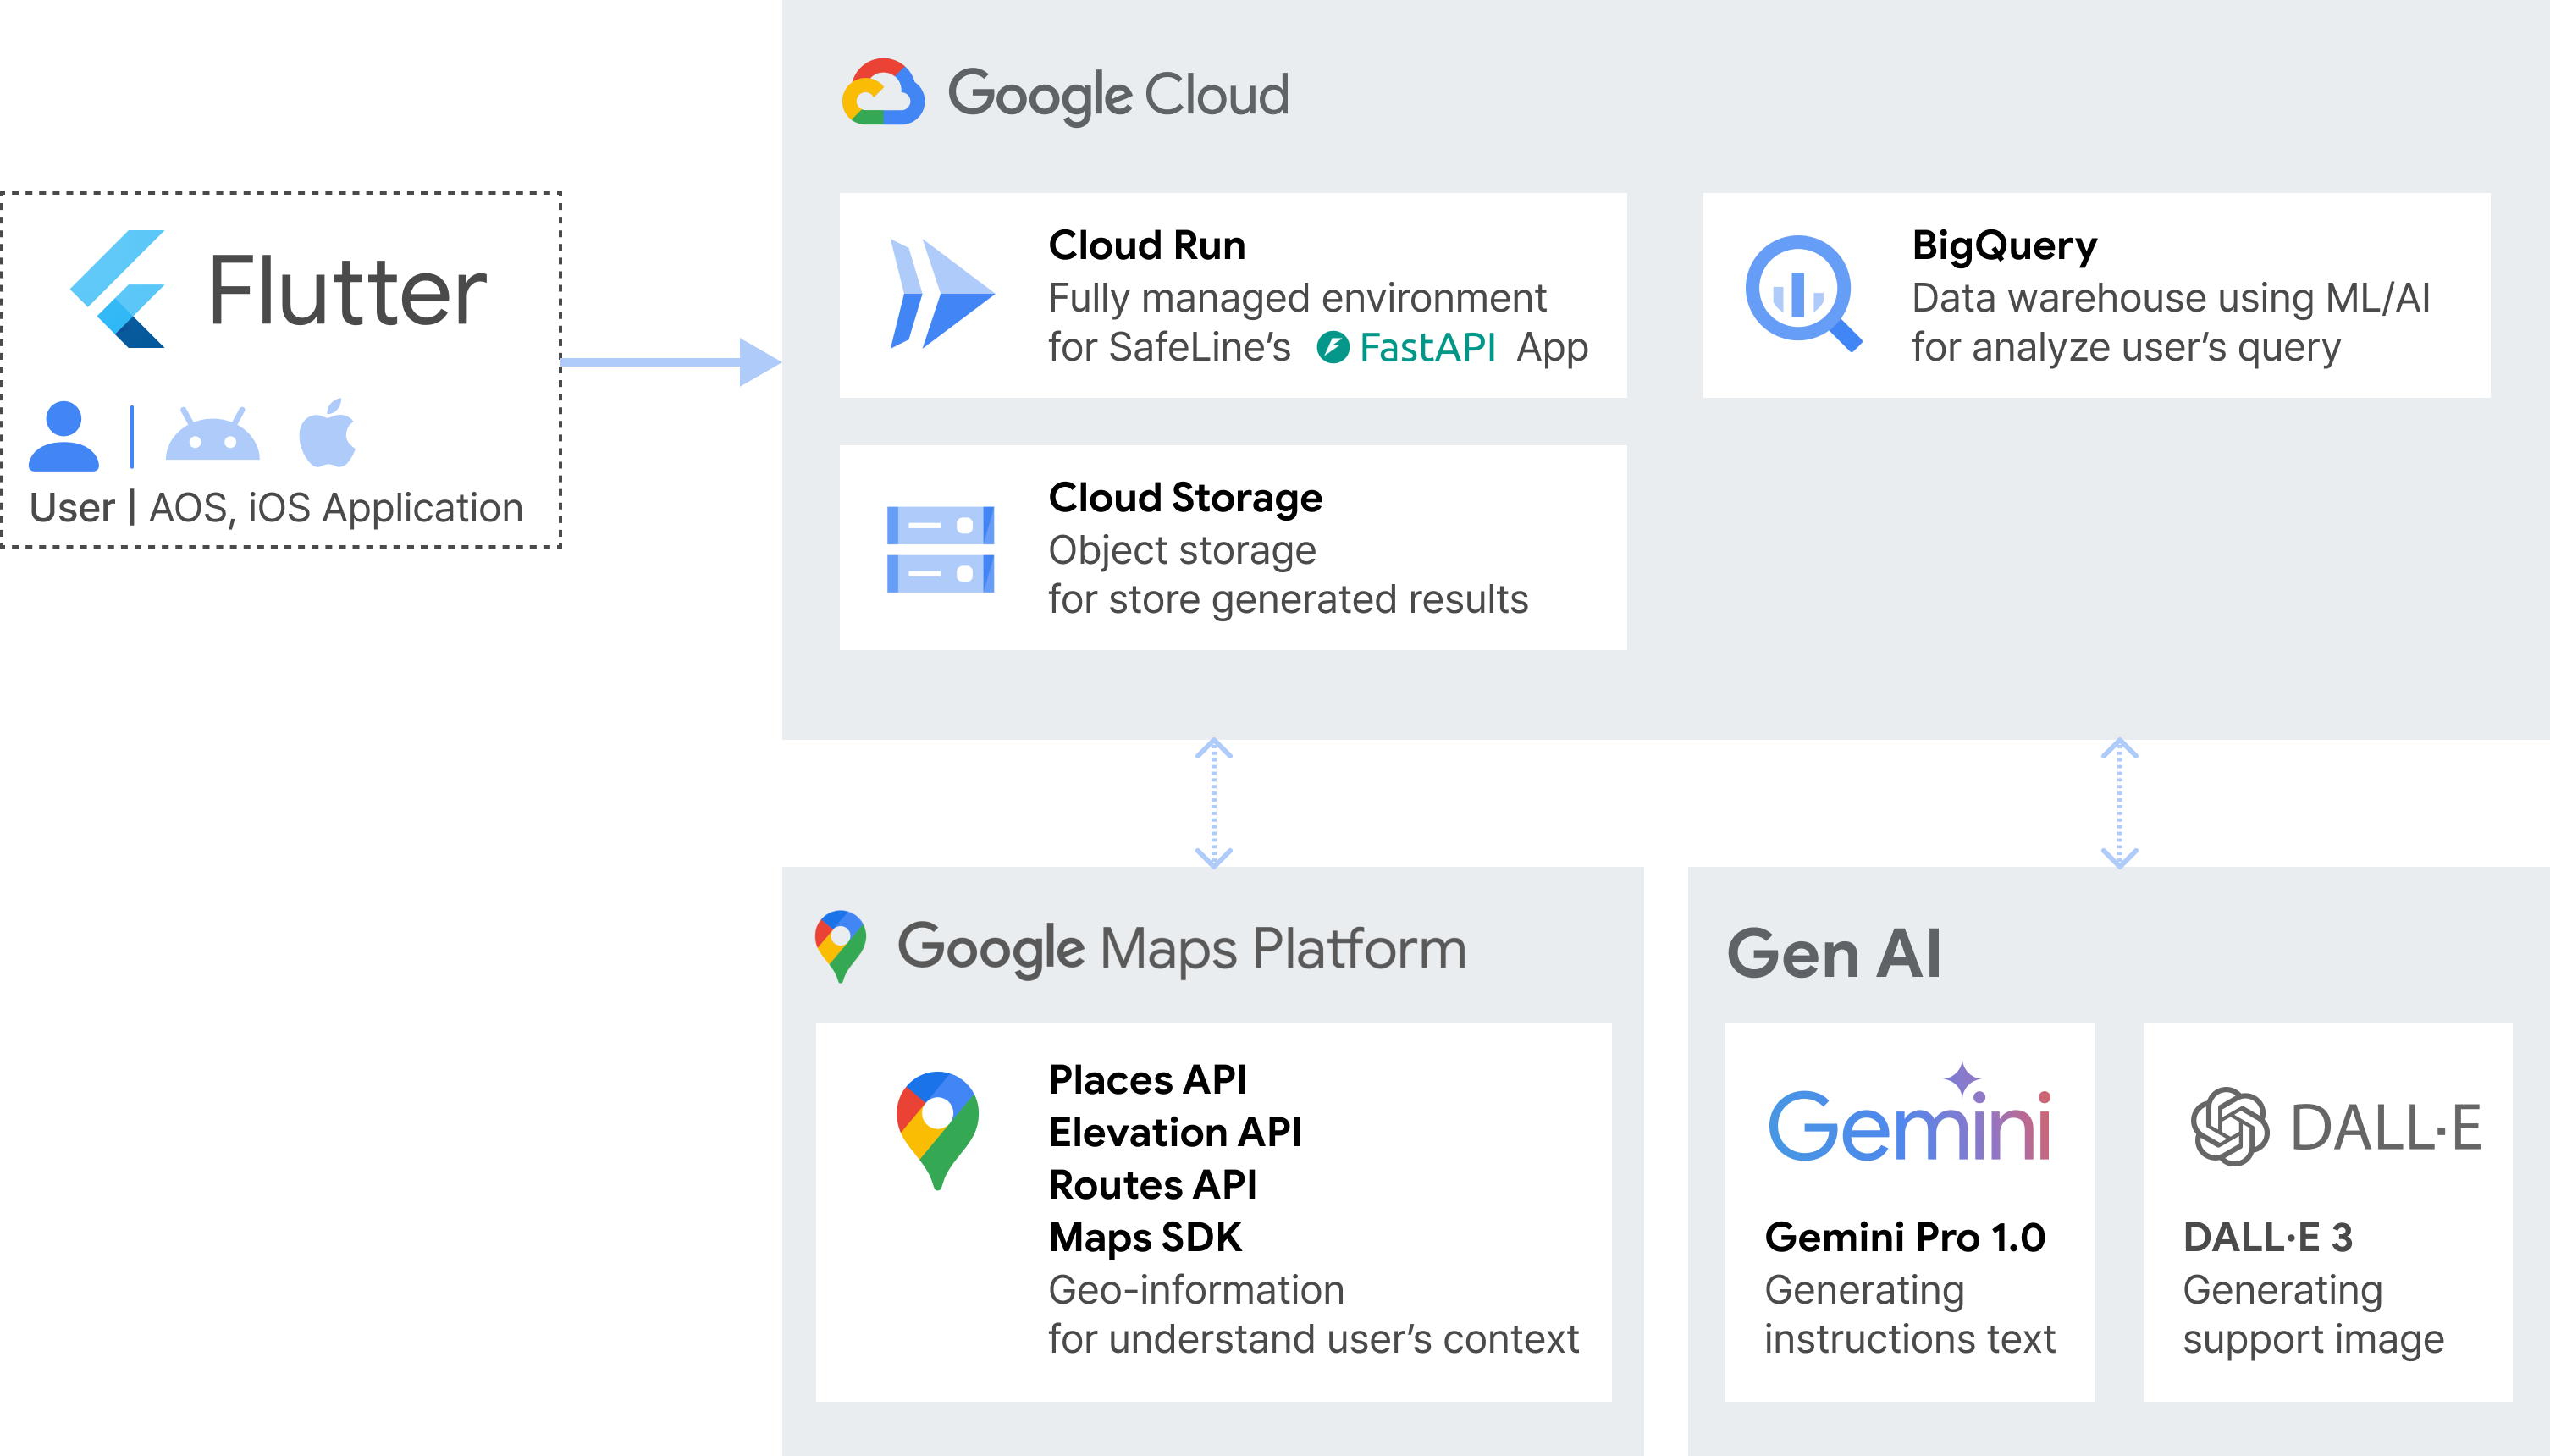 Flutter
User | AOS, iOS Application
Google Cloud
Cloud Run
Fully managed environment
for SafeLine’s FastAPI App
BigQuery
Data warehouse using ML/AI
for analyze user’s query
Cloud Storage
Object storage
for store generated results
Google Maps Platform
Places API
Elevation API
Routes API
Maps SDK
Geo-information
for understand user’s context
Gen AI
Gemini
Gemini Pro 1.0
Generating
instructions text
DALL·E
DALL·E 3
Generating
support image